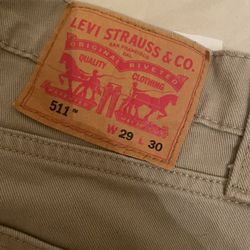 LEVI STRAUSS & CO.
SAN FRANCISCO
CAL
ORIGINAL RIVETED
QUALITY CLOTHING
511™
W 29 L 30